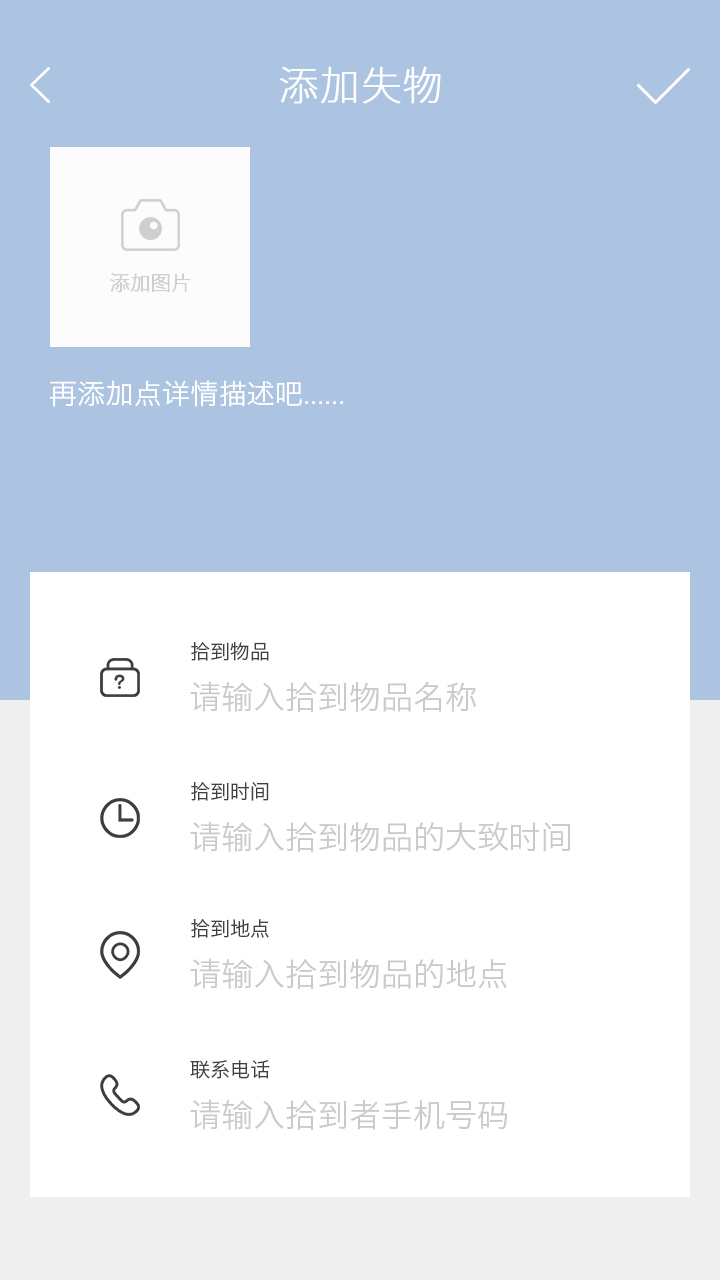 添加失物
添加图片
再添加点详情描述吧......
拾到物品
请输入拾到物品名称
拾到时间
请输入拾到物品的大致时间
拾到地点
请输入拾到物品的地点
联系电话
请输入拾到者手机号码